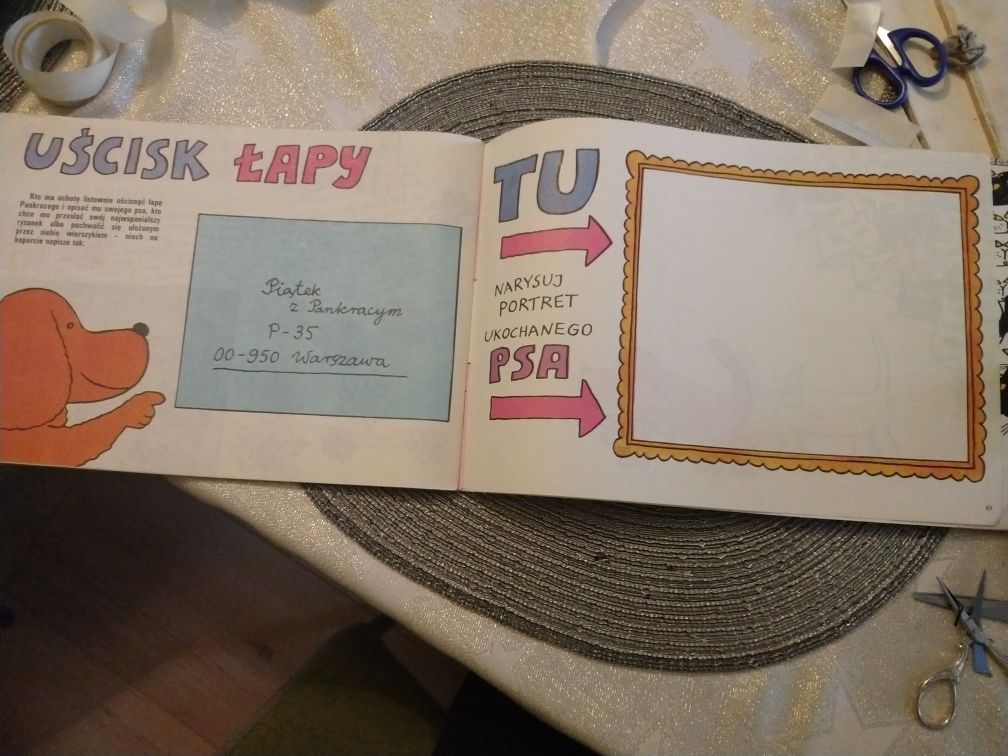 UŚCISK ŁAPY
Kto ma ochotę listownie uścisnąć łapę
Pankracego i opisać mu swojego psa, kto
chce mu przesłać swój najwspanialszy
rysunek albo pochwalić się ułożonym
przez siebie wierszykiem – niech na
kopercie napisze tak:
Piątek
z Pankracym
P-35
00-950 Warszawa
TU
NARYSUJ
PORTRET
UKOCHANEGO
PSA
63